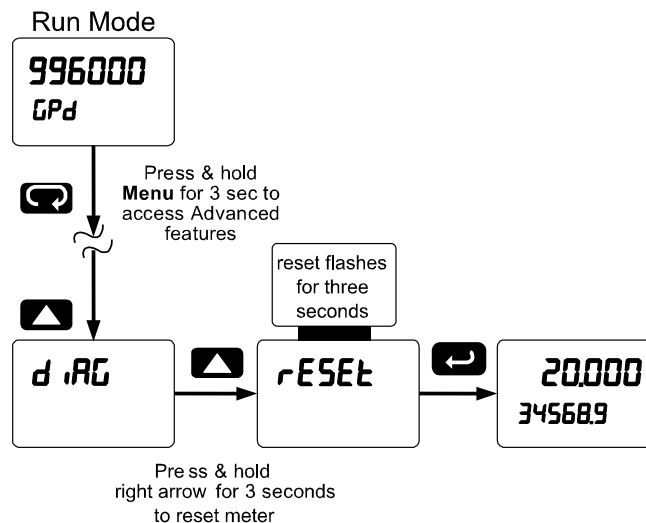 Run Mode
996000
GPd
Press & hold
Menu for 3 sec to
access Advanced
features
reset flashes
for three
seconds
diAG
rESEt
20.000
34568.9
Press & hold
right arrow for 3 seconds
to reset meter